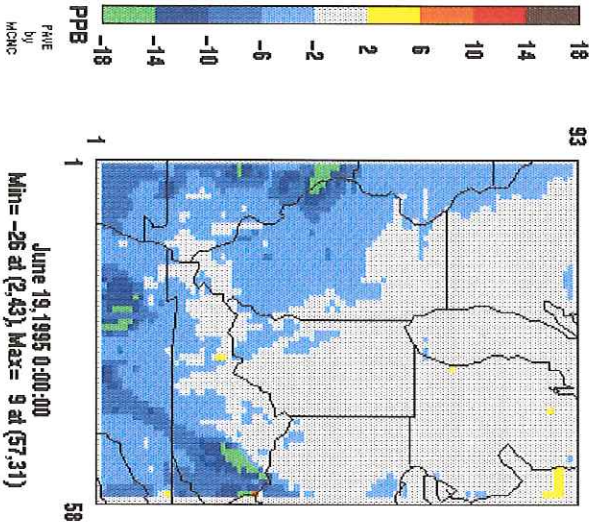 18
14
10
6
2
-2
-6
-10
-14
-18
PPB
PAVE
by
MCNC
93
1
1
58
June 19,1995 0:00:00
Min= -26 at (2,43), Max= 9 at (57,31)